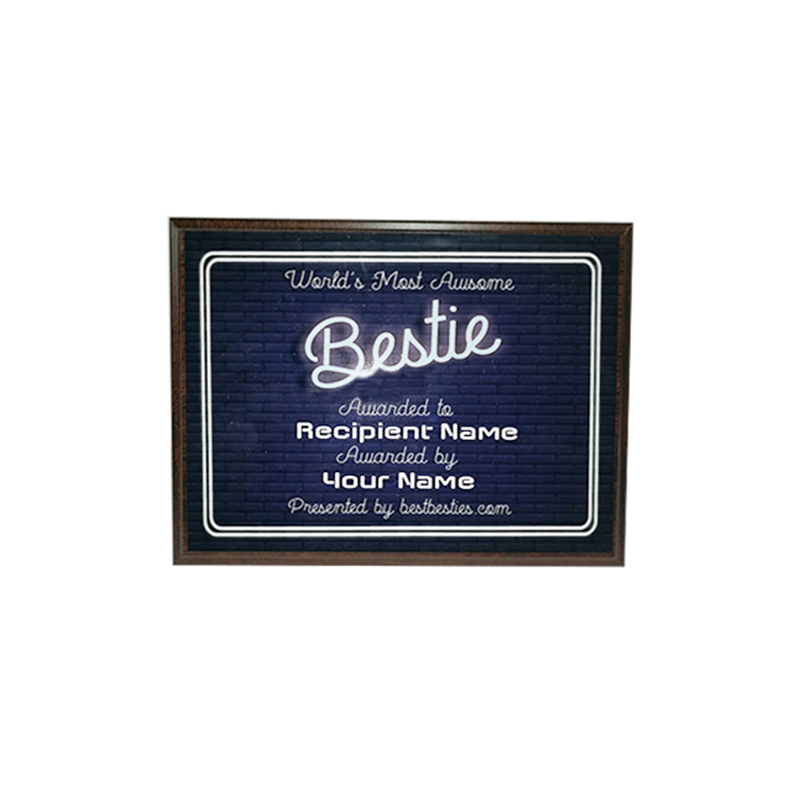 World's Most Awsome
Bestie
Awarded to
Recipient Name
Awarded by
Your Name
Presented by bestbesties.com